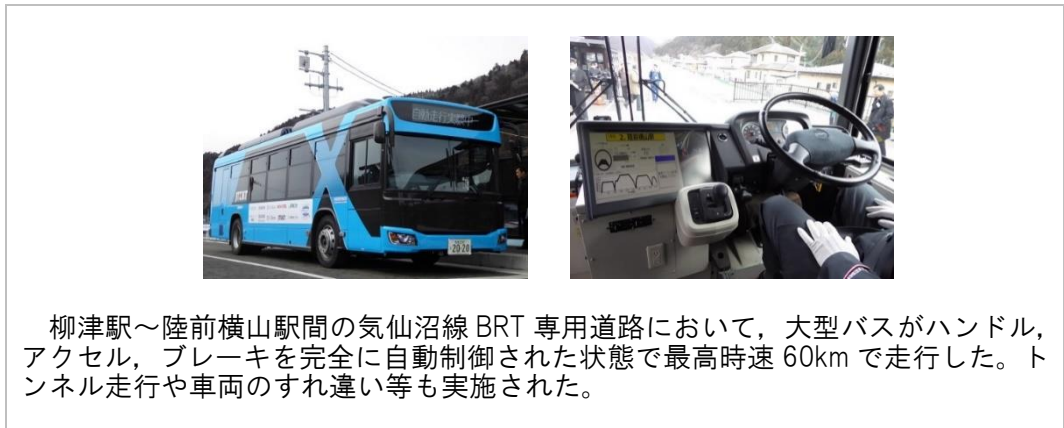 2020
　柳津駅～陸前横山駅間の気仙沼線 BRT 専用道路において，大型バスがハンドル，
アクセル，ブレーキを完全に自動制御された状態で最高時速 60km で走行した。ト
ンネル走行や車両のすれ違い等も実施された。